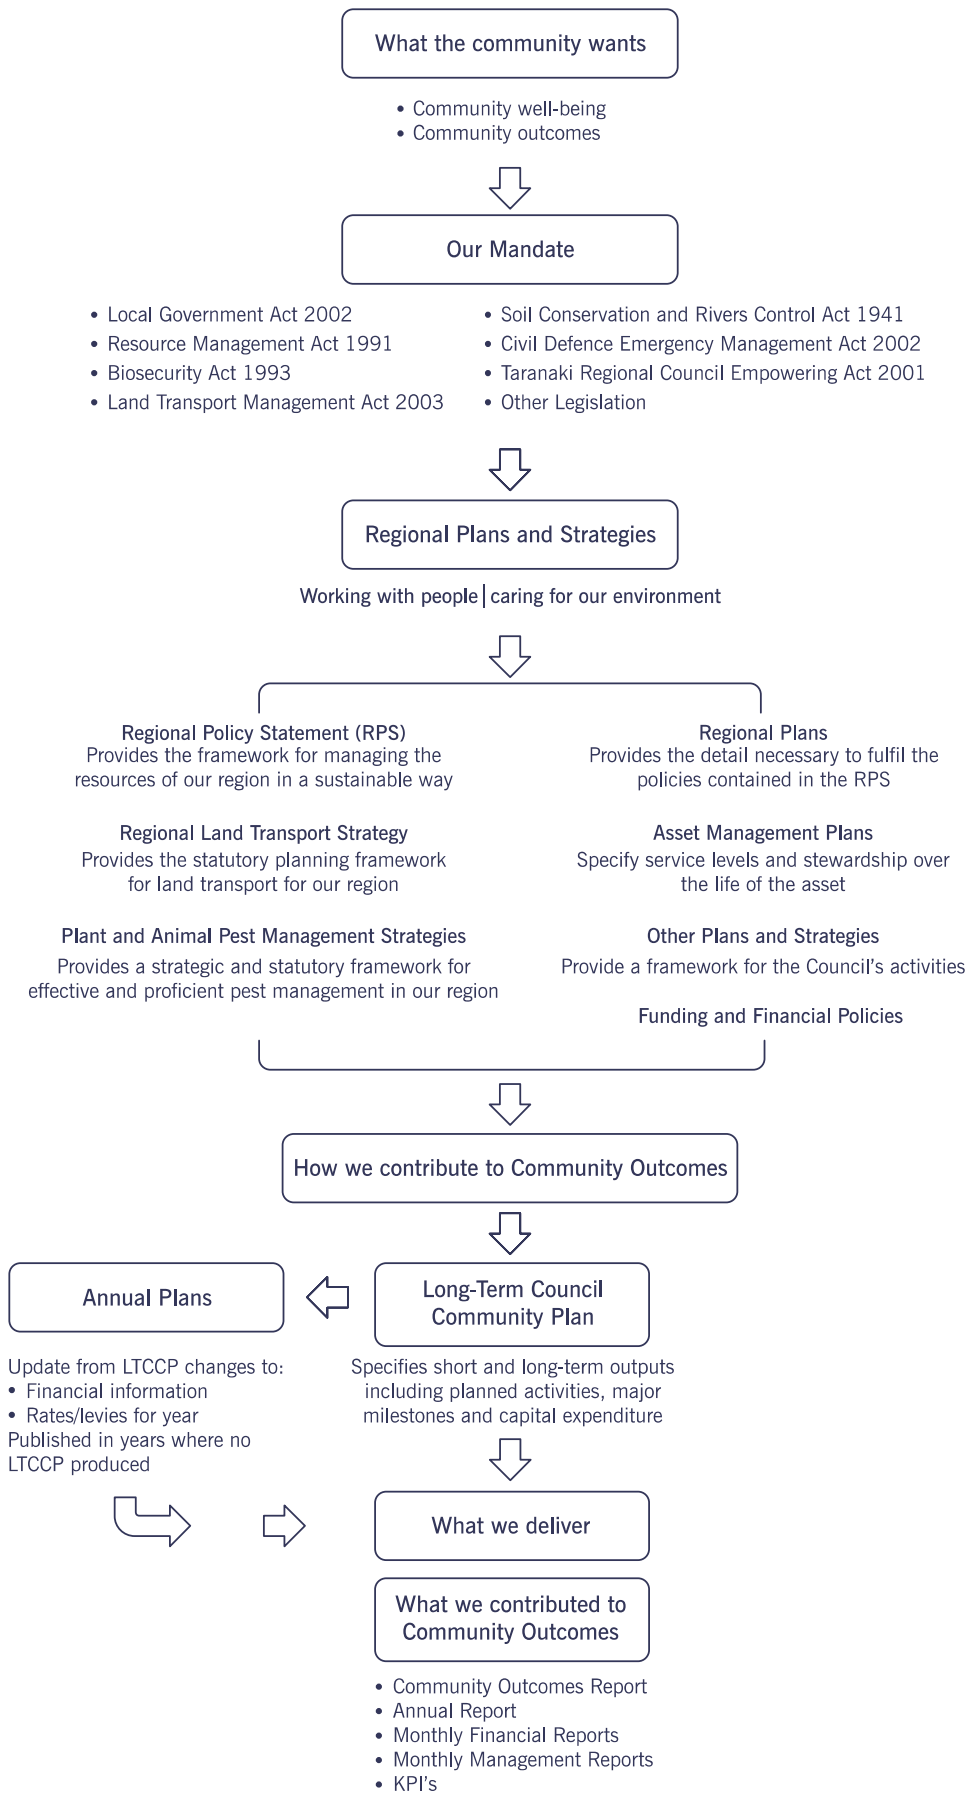 What the community wants
• Community well-being
• Community outcomes
Our Mandate
• Local Government Act 2002
• Resource Management Act 1991
• Biosecurity Act 1993
• Land Transport Management Act 2003
• Soil Conservation and Rivers Control Act 1941
• Civil Defence Emergency Management Act 2002
• Taranaki Regional Council Empowering Act 2001
• Other Legislation
Regional Plans and Strategies
Working with people | caring for our environment
Regional Policy Statement (RPS)
Provides the framework for managing the
resources of our region in a sustainable way
Regional Land Transport Strategy
Provides the statutory planning framework
for land transport for our region
Plant and Animal Pest Management Strategies
Provides a strategic and statutory framework for
effective and proficient pest management in our region
Regional Plans
Provides the detail necessary to fulfil the
policies contained in the RPS
Asset Management Plans
Specify service levels and stewardship over
the life of the asset
Other Plans and Strategies
Provide a framework for the Council's activities
Funding and Financial Policies
How we contribute to Community Outcomes
Long-Term Council
Community Plan
Specifies short and long-term outputs
including planned activities, major
milestones and capital expenditure
Annual Plans
Update from LTCCP changes to:
• Financial information
• Rates/levies for year
Published in years where no
LTCCP produced
What we deliver
What we contributed to
Community Outcomes
• Community Outcomes Report
• Annual Report
• Monthly Financial Reports
• Monthly Management Reports
• KPI's